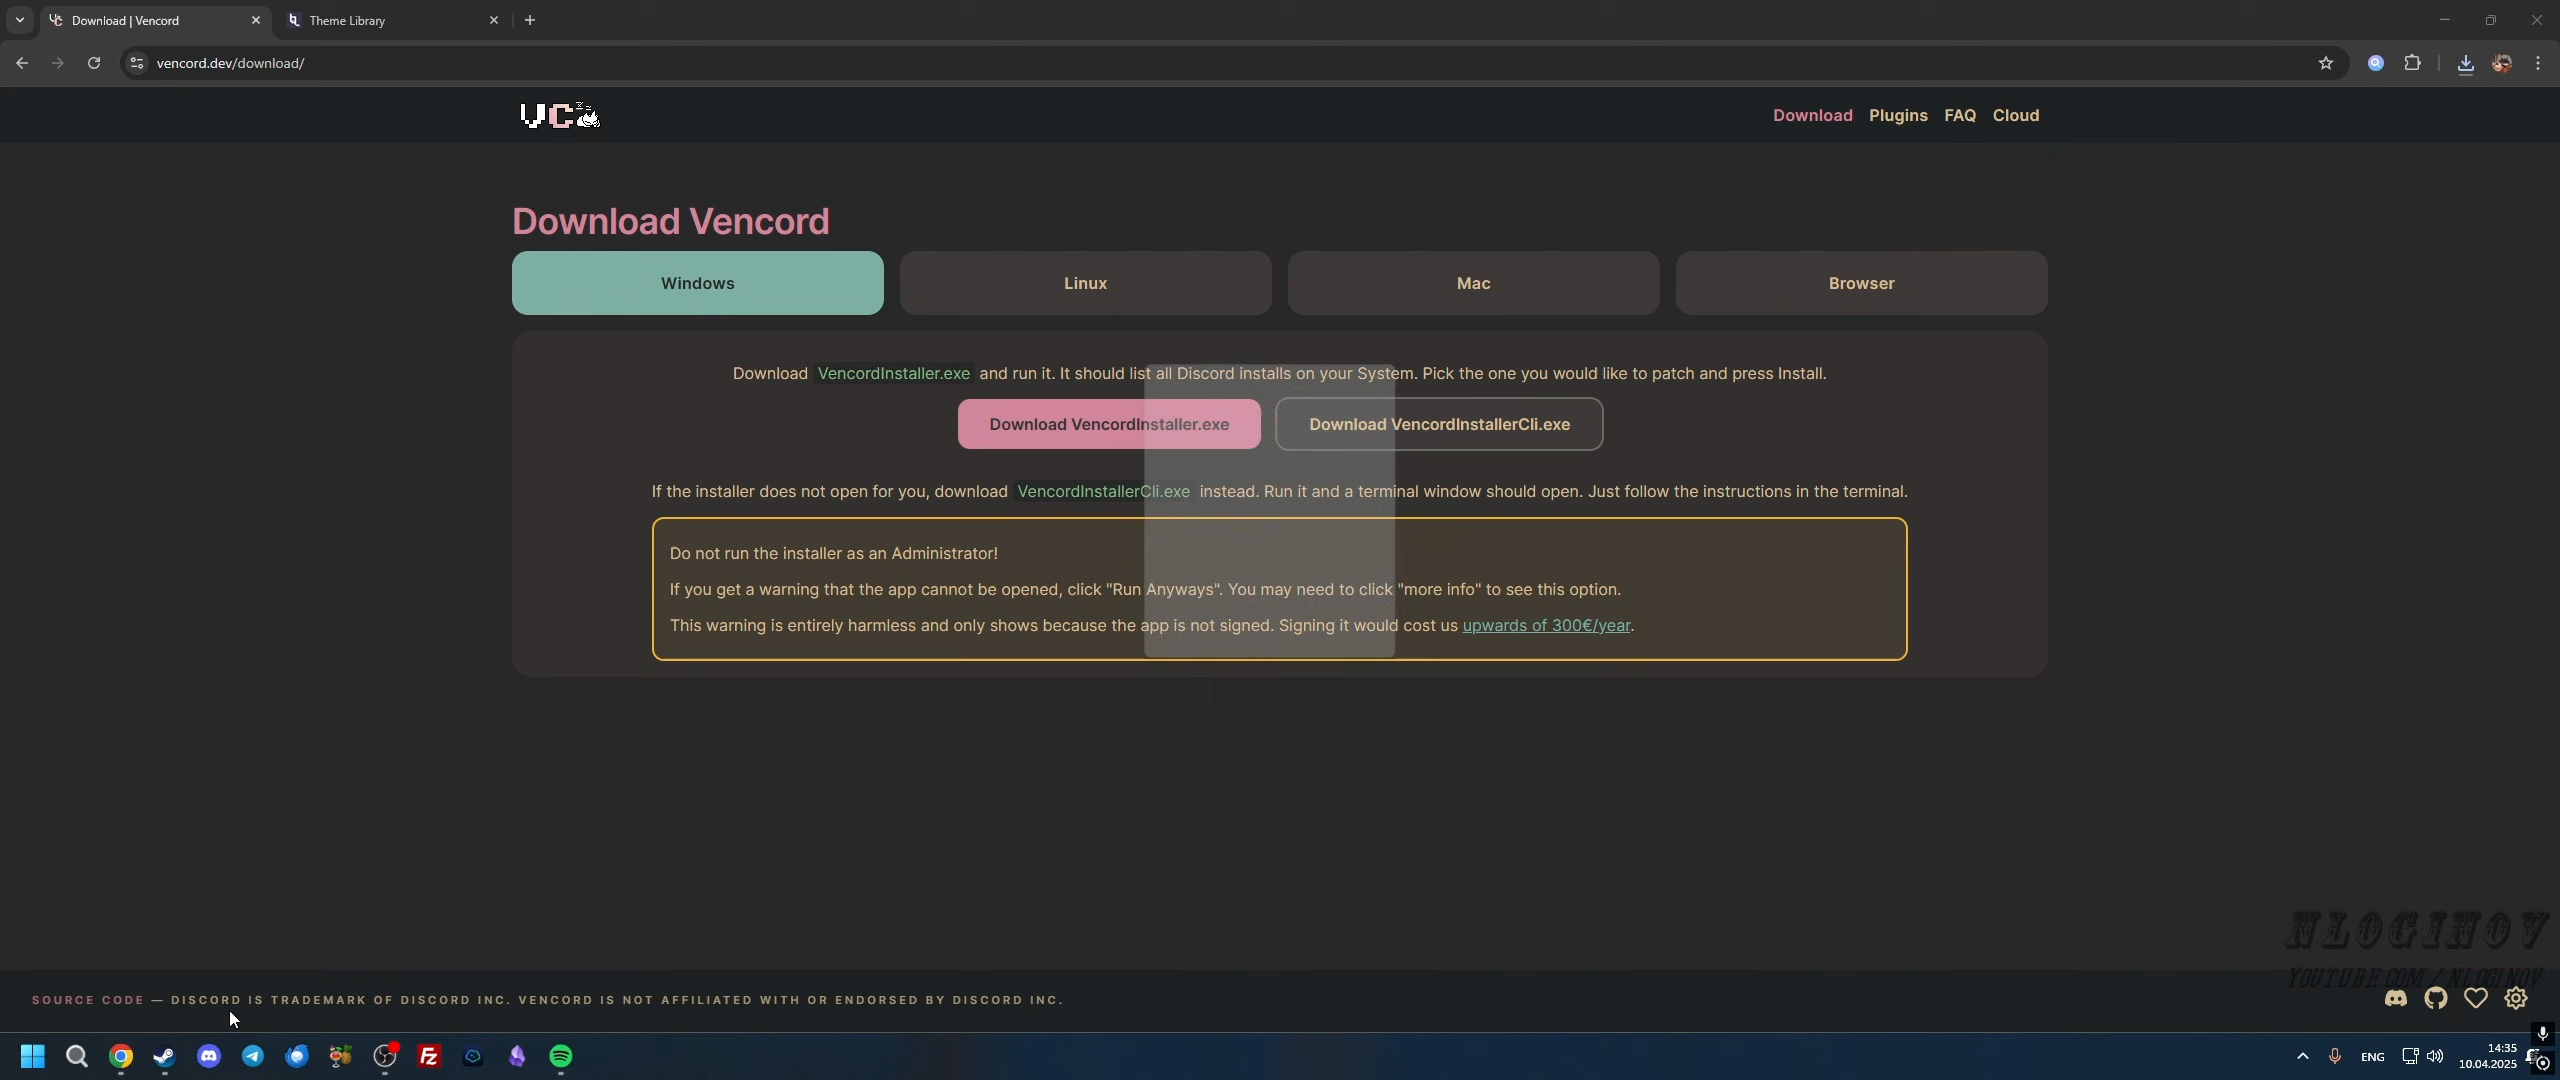 Download | Vencord
Theme Library
vencord.dev/download/
VC
Download Plugins FAQ Cloud
Download Vencord
Windows Linux Mac Browser
Download VencordInstaller.exe and run it. It should list all Discord installs on your System. Pick the one you would like to patch and press Install.
Download VencordInstaller.exe Download VencordInstallerCli.exe
If the installer does not open for you, download VencordInstallerCli.exe instead. Run it and a terminal window should open. Just follow the instructions in the terminal.
Do not run the installer as an Administrator!
If you get a warning that the app cannot be opened, click "Run Anyways". You may need to click "more info" to see this option.
This warning is entirely harmless and only shows because the app is not signed. Signing it would cost us upwards of 300€/year.
NLOGINOV
YOUTUBE.COM/NLOGINOV
SOURCE CODE — DISCORD IS TRADEMARK OF DISCORD INC. VENCORD IS NOT AFFILIATED WITH OR ENDORSED BY DISCORD INC.
FZ
ENG
14:35
10.04.2025